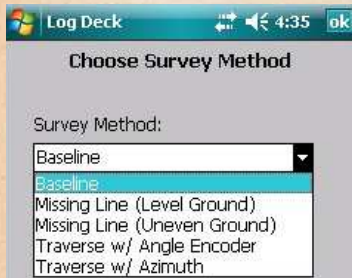 Log Deck 4:35 ok
Choose Survey Method
Survey Method:
Baseline
Baseline
Missing Line (Level Ground)
Missing Line (Uneven Ground)
Traverse w/ Angle Encoder
Traverse w/ Azimuth